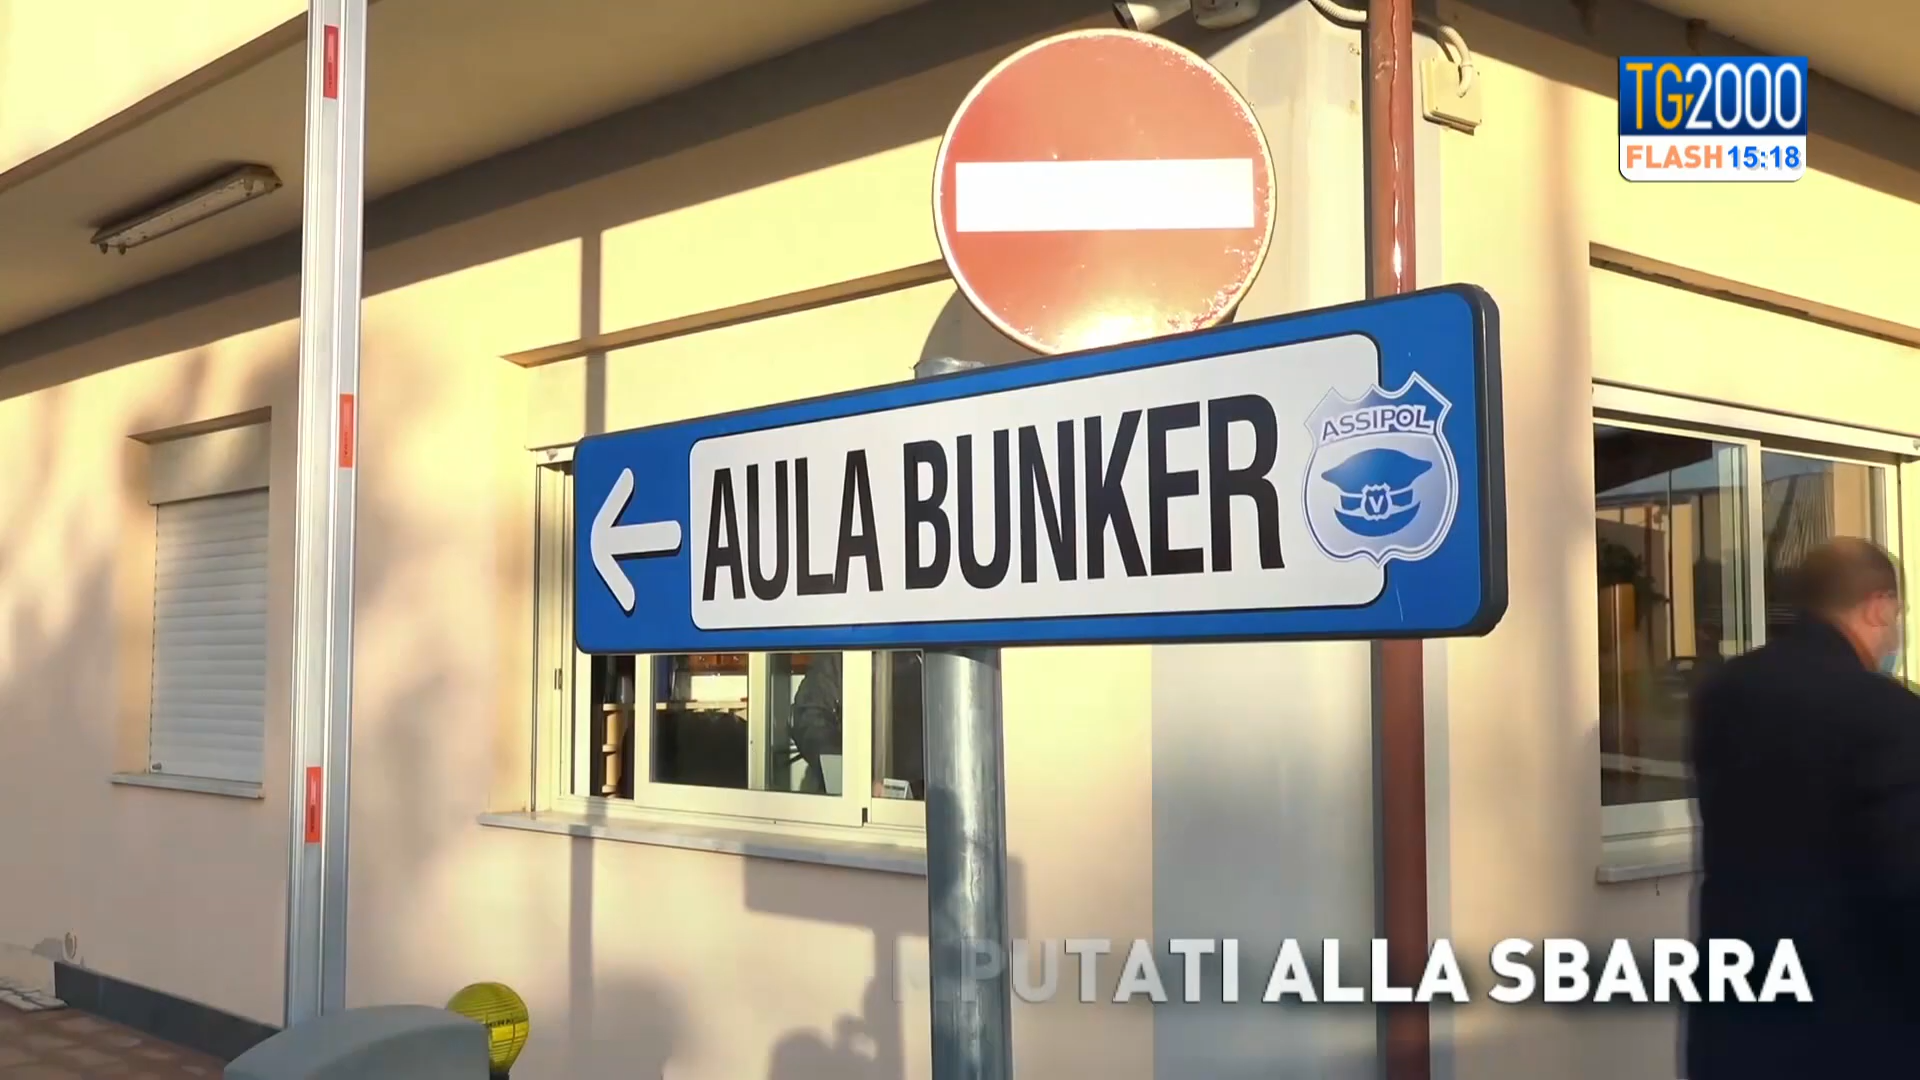 TG2000
FLASH 15:18
AULA BUNKER
ASSIPOL
V
PUTATI ALLA SBARRA